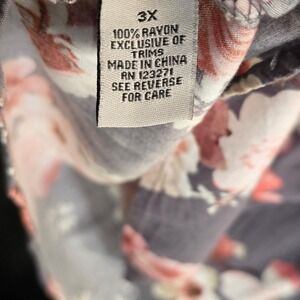 3X
100% RAYON
EXCLUSIVE OF
TRIMS
MADE IN CHINA
RN 123271
SEE REVERSE
FOR CARE